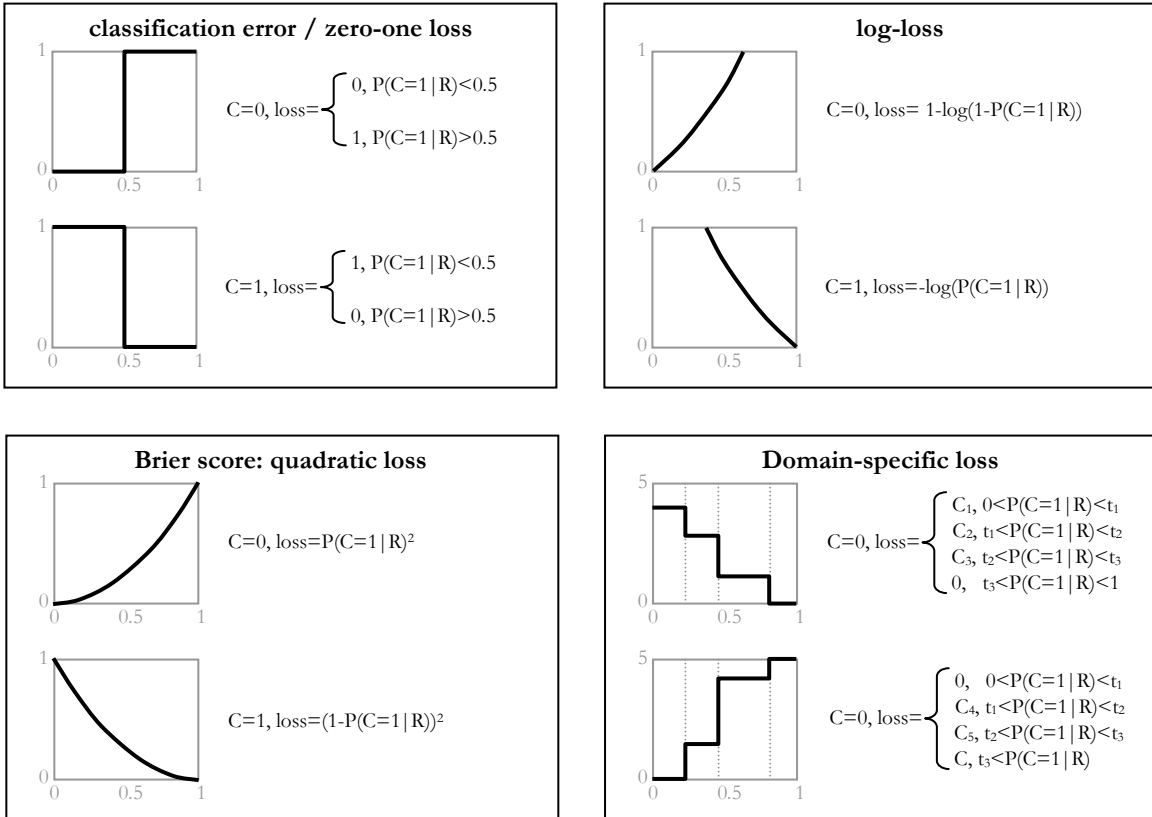 classification error / zero-one loss
1
0
0 0.5 1
C=0, loss=
0, P(C=1|R)<0.5
1, P(C=1|R)>0.5
1
0
0 0.5 1
C=1, loss=
1, P(C=1|R)<0.5
0, P(C=1|R)>0.5
log-loss
1
0
0 0.5 1
C=0, loss= 1-log(1-P(C=1|R))
1
0
0 0.5 1
C=1, loss=-log(P(C=1|R))
Brier score: quadratic loss
1
0
0 0.5 1
C=0, loss=P(C=1|R)²
1
0
0 0.5 1
C=1, loss=(1-P(C=1|R))²
Domain-specific loss
5
0
0 0.5 1
C=0, loss=
C₁, 0<P(C=1|R)<t₁
C₂, t₁<P(C=1|R)<t₂
C₃, t₂<P(C=1|R)<t₃
0, t₃<P(C=1|R)<1
5
0
0 0.5 1
C=0, loss=
0, 0<P(C=1|R)<t₁
C₄, t₁<P(C=1|R)<t₂
C₅, t₂<P(C=1|R)<t₃
C, t₃<P(C=1|R)